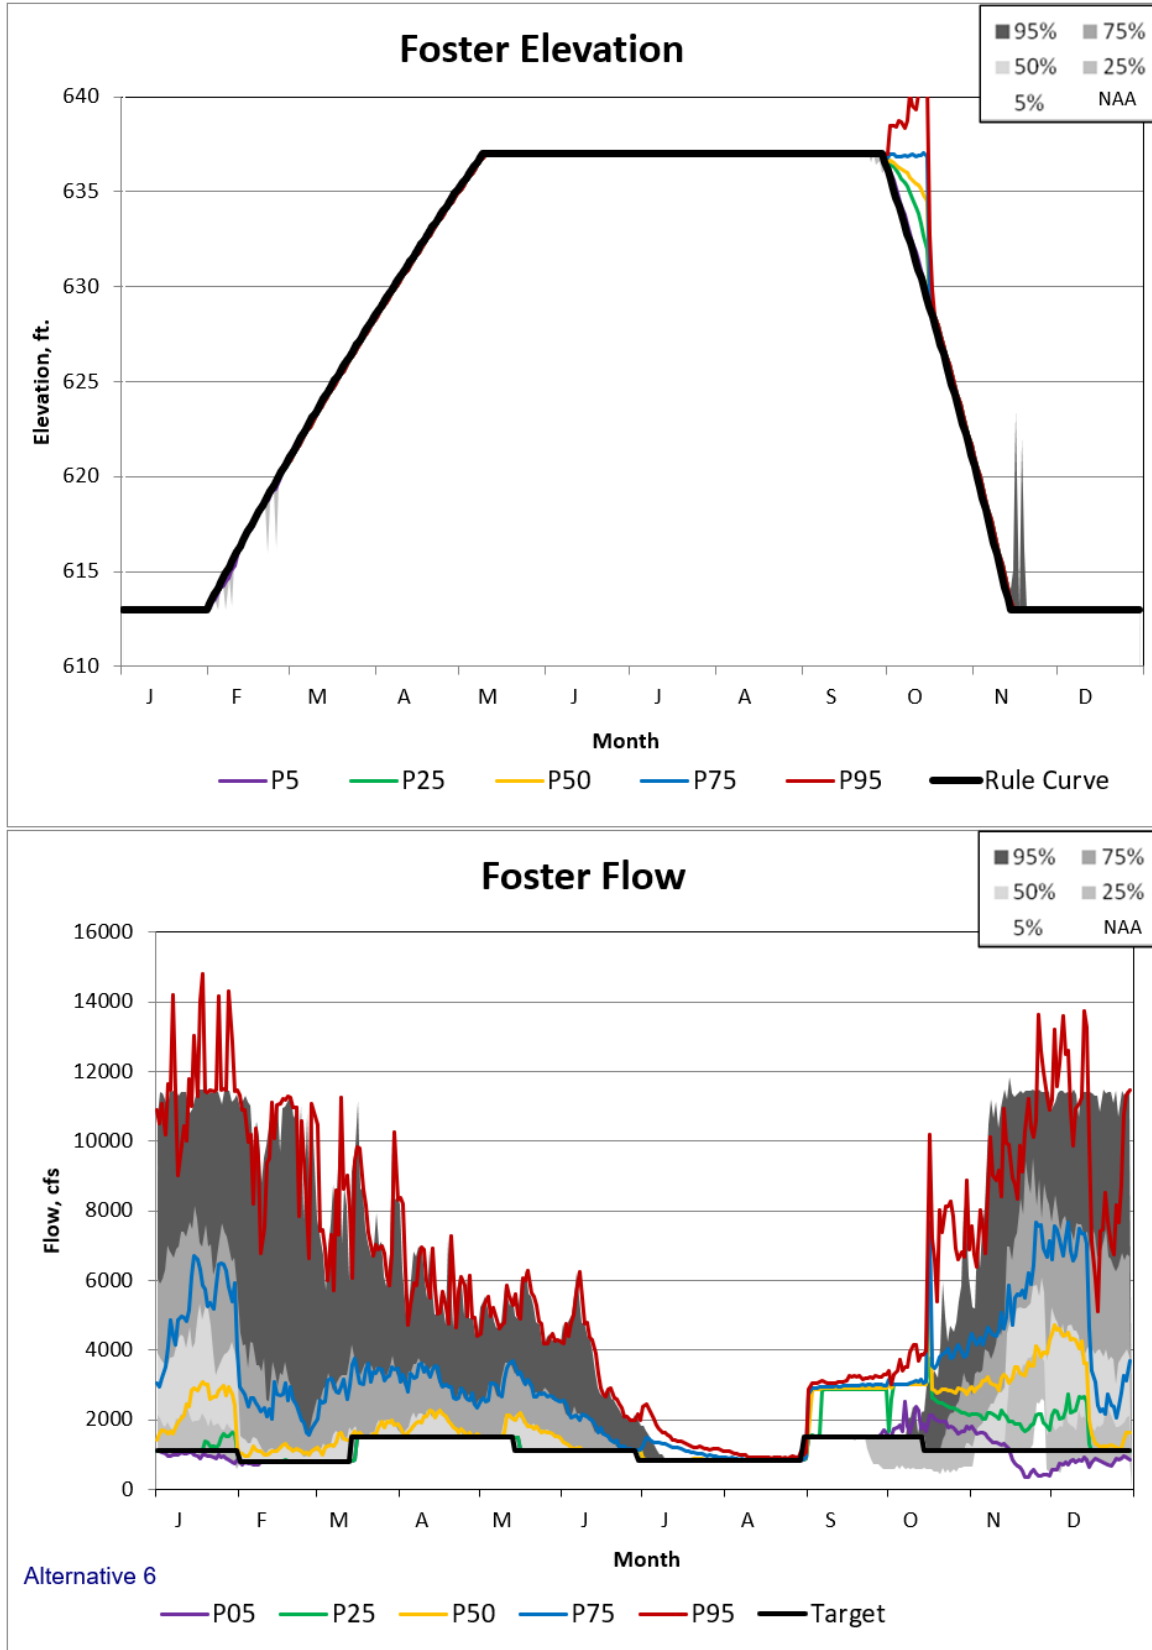 Foster Elevation
95% 75%
50% 25%
5% NAA
640
635
630
625
620
615
610
Elevation, ft.
J F M A M J J A S O N D
Month
P5 P25 P50 P75 P95 Rule Curve
Foster Flow
95% 75%
50% 25%
5% NAA
16000
14000
12000
10000
8000
6000
4000
2000
0
Flow, cfs
J F M A M J J A S O N D
Month
Alternative 6
P05 P25 P50 P75 P95 Target